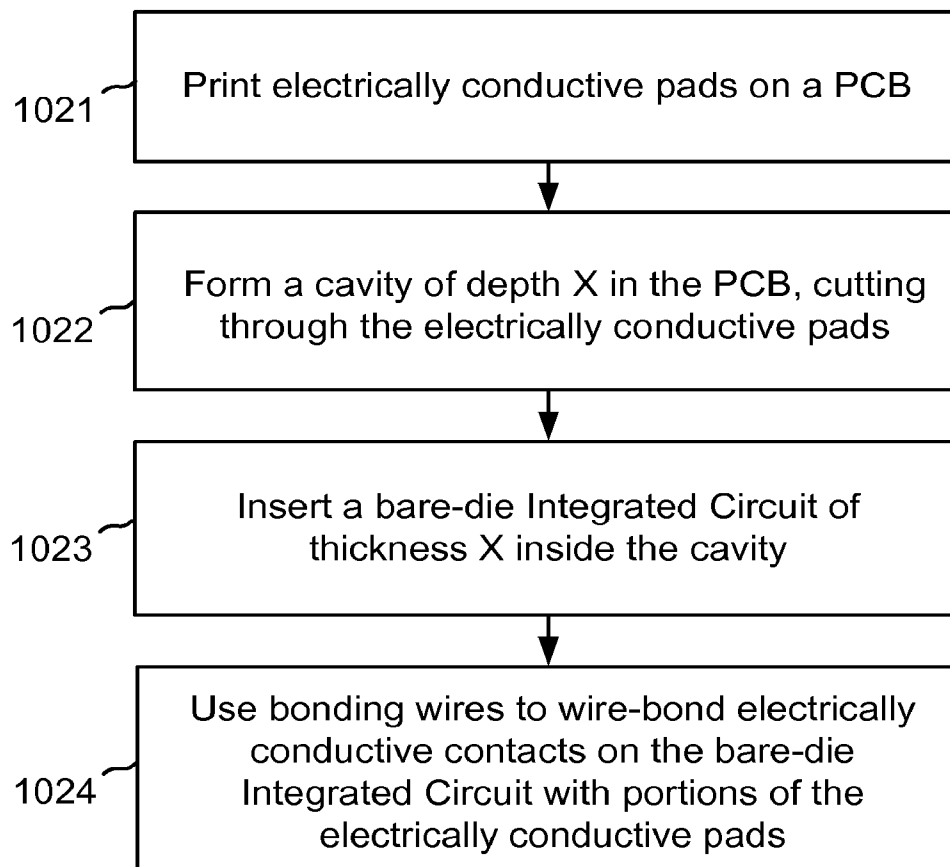 1021
Print electrically conductive pads on a PCB
1022
Form a cavity of depth X in the PCB, cutting
through the electrically conductive pads
1023
Insert a bare-die Integrated Circuit of
thickness X inside the cavity
1024
Use bonding wires to wire-bond electrically
conductive contacts on the bare-die
Integrated Circuit with portions of the
electrically conductive pads